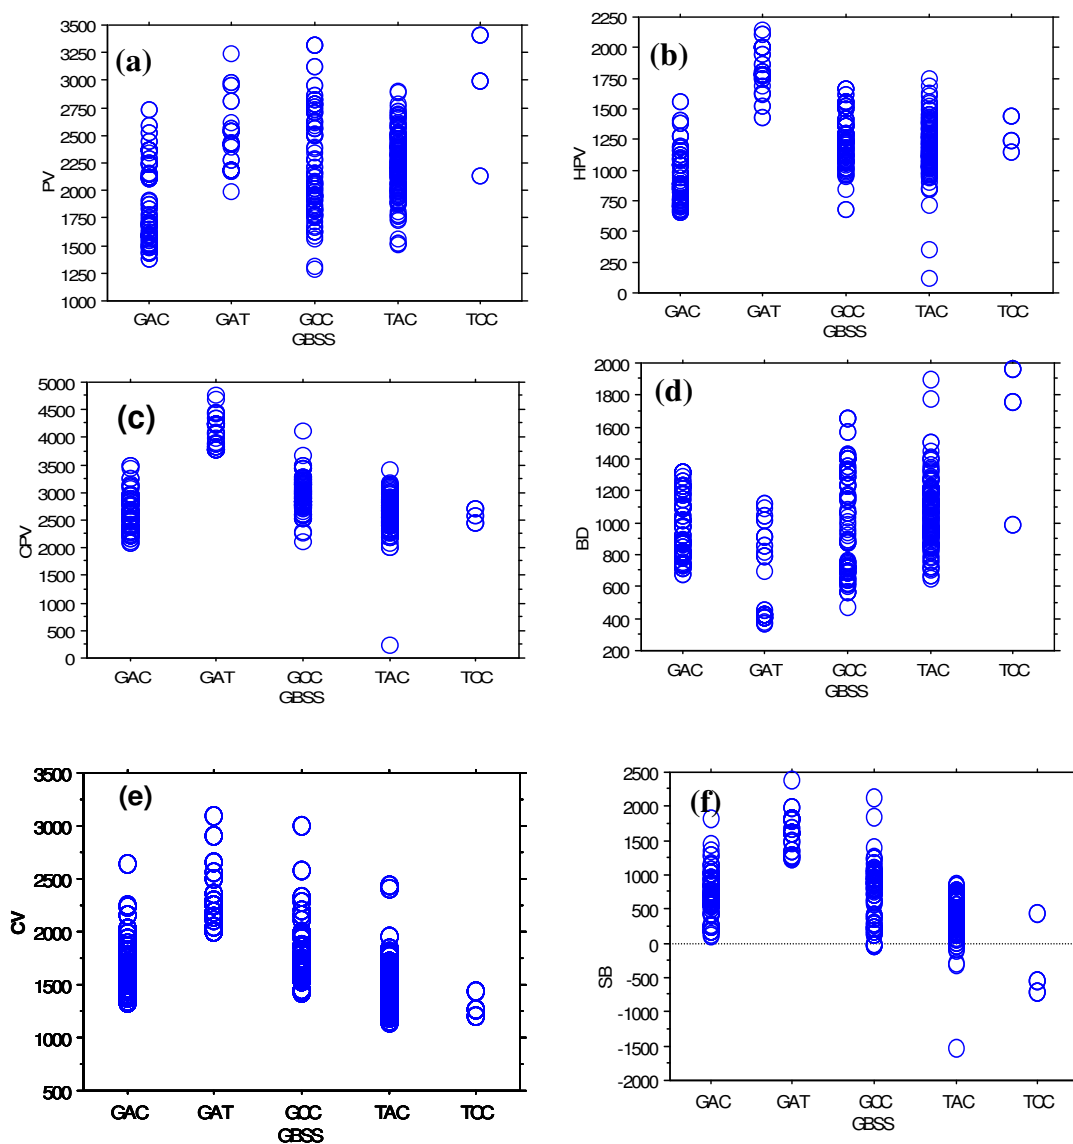 (a)
PV
3500
3250
3000
2750
2500
2250
2000
1750
1500
1250
1000
GAC GAT GCC TAC TCC
GBSS
(b)
HPV
2250
2000
1750
1500
1250
1000
750
500
250
0
GAC GAT GCC TAC TCC
GBSS
(c)
CPV
5000
4500
4000
3500
3000
2500
2000
1500
1000
500
0
GAC GAT GCC TAC TCC
GBSS
(d)
BD
2000
1800
1600
1400
1200
1000
800
600
400
200
GAC GAT GCC TAC TCC
GBSS
(e)
CV
3500
3000
2500
2000
1500
1000
500
GAC GAT GCC TAC TCC
GBSS
(f)
SB
2500
2000
1500
1000
500
0
-500
-1000
-1500
-2000
GAC GAT GCC TAC TCC
GBSS